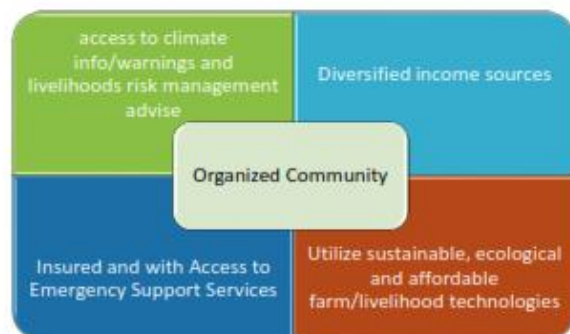 access to climate
info/warnings and
livelihoods risk management
advise
Diversified income sources
Organized Community
Insured and with Access to
Emergency Support Services
Utilize sustainable, ecological
and affordable
farm/livelihood technologies